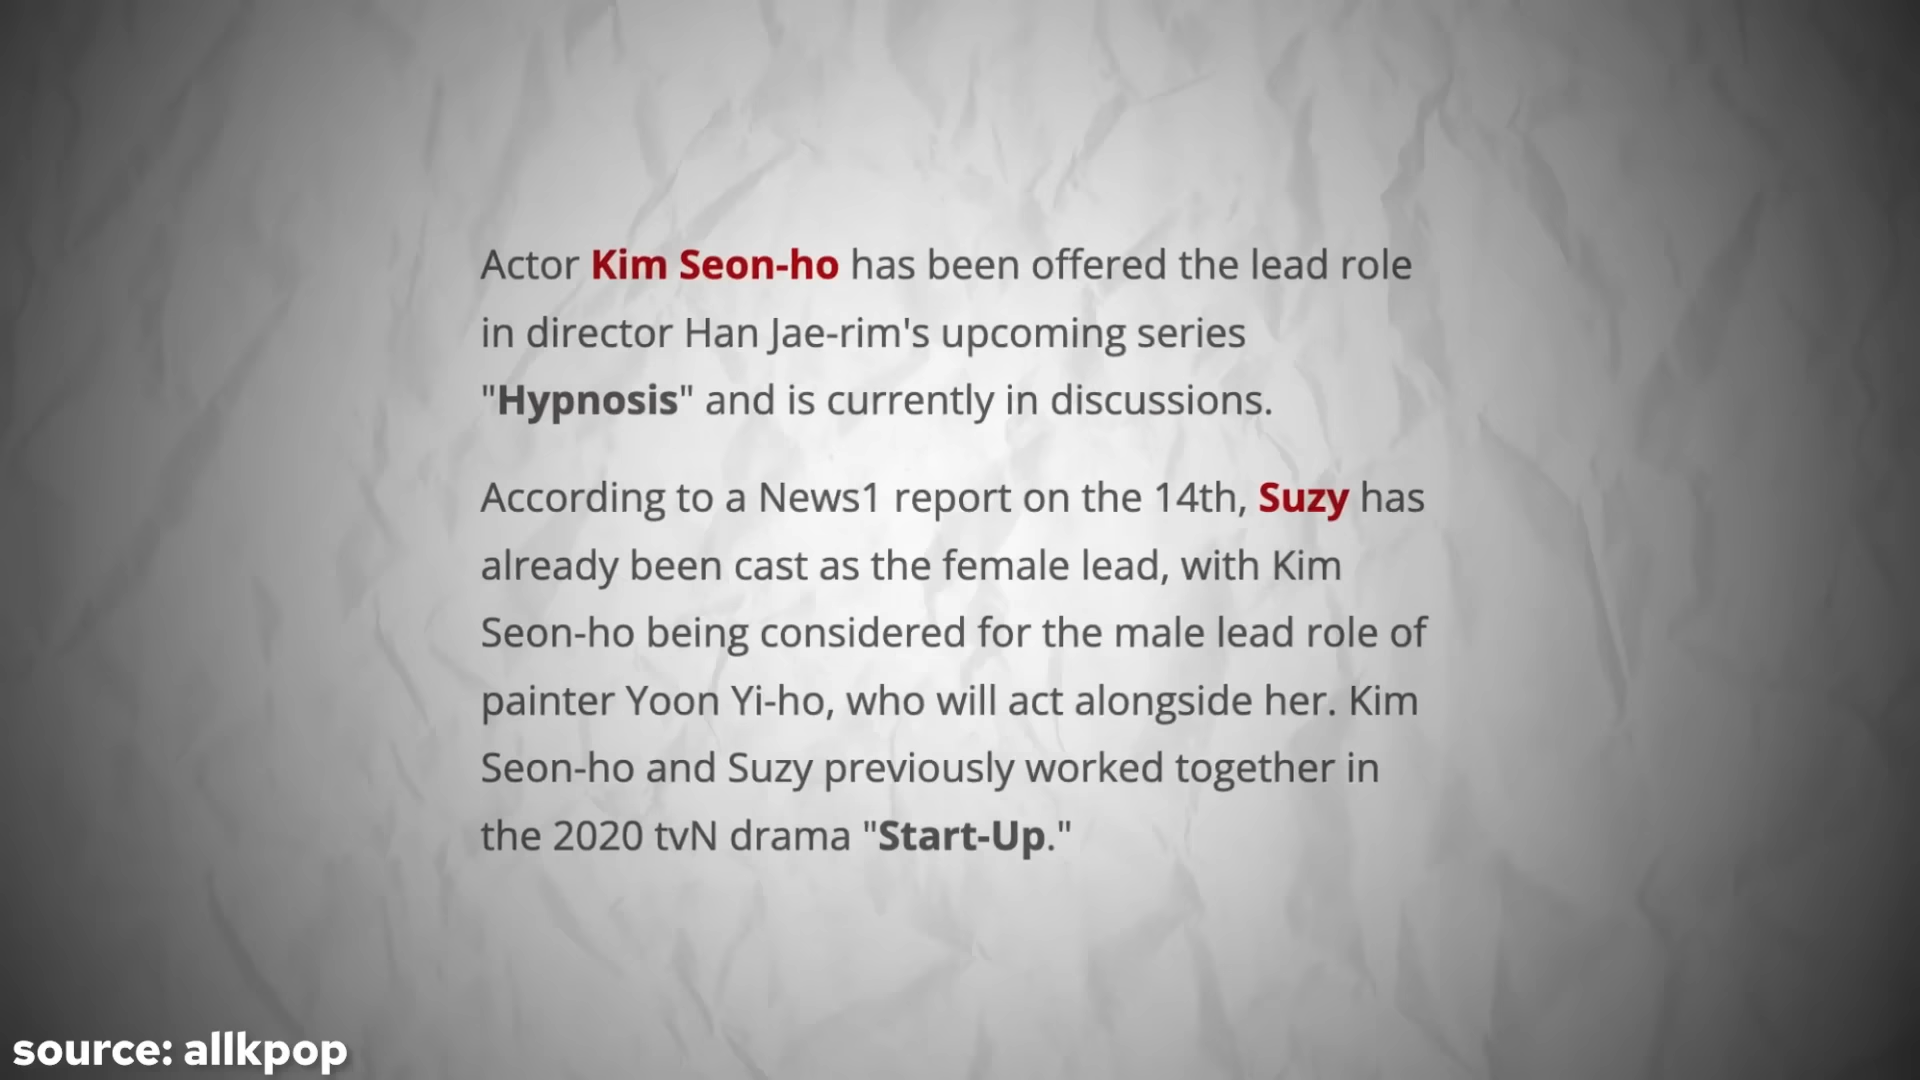 Actor Kim Seon-ho has been offered the lead role
in director Han Jae-rim's upcoming series
"Hypnosis" and is currently in discussions.
According to a News1 report on the 14th, Suzy has
already been cast as the female lead, with Kim
Seon-ho being considered for the male lead role of
painter Yoon Yi-ho, who will act alongside her. Kim
Seon-ho and Suzy previously worked together in
the 2020 tvN drama "Start-Up."
source: allkpop